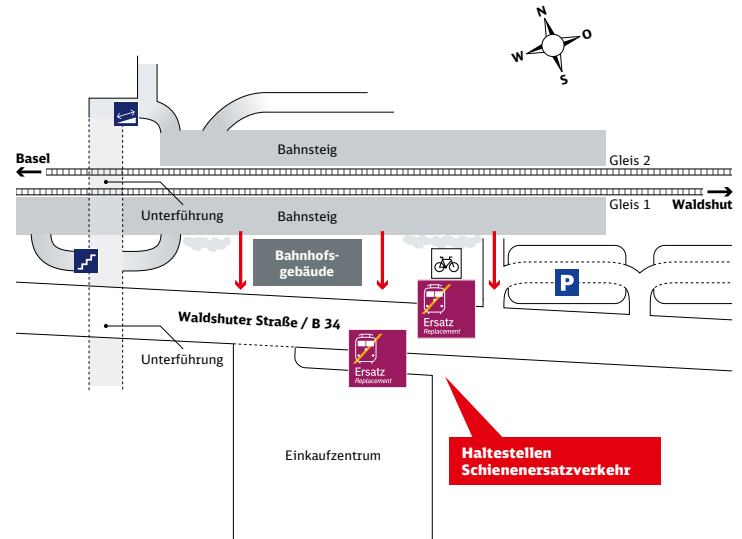 N
W
O
S
Bahnsteig
Basel
Gleis 2
Gleis 1
Waldshut
Unterführung
Bahnsteig
Bahnhofs-
gebäude
P
Waldshuter Straße / B 34
Ersatz
Replacement
Unterführung
Ersatz
Replacement
Einkaufzentrum
Haltestellen
Schienenersatzverkehr